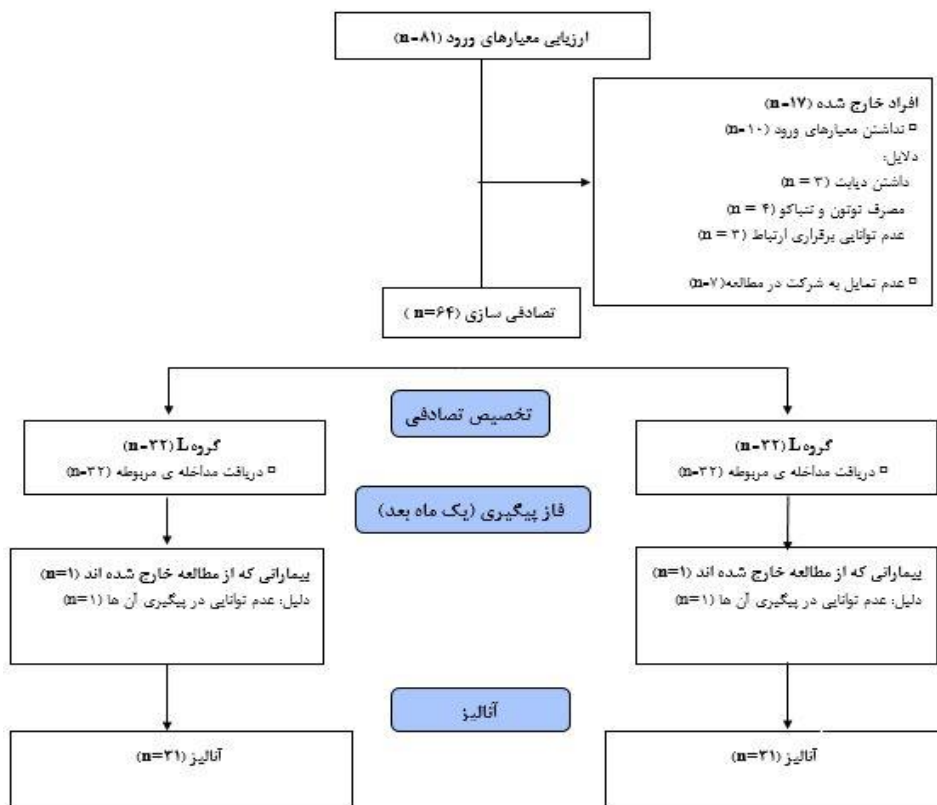 ارزیابی معیارهای ورود (n-۸۱)
افراد خارج شده (n-۱۷)
▫ نداشتن معیارهای ورود (n-۱۰)
دلایل:
داشتن دیابت (n = ۳)
مصرف توتون و تنباکو (n = ۴)
عدم توانایی برقراری ارتباط (n = ۳)
▫ عدم تمایل به شرکت در مطالعه(n-۷)
تصادفی سازی (n=۶۴ )
تخصیص تصادفی
گروه L (n-۳۲)
▫ دریافت مداخله ی مربوطه (n-۳۲)
گروه L (n-۳۲)
▫ دریافت مداخله ی مربوطه (n-۳۲)
فاز پیگیری (یک ماه بعد)
بیمارانی که از مطالعه خارج شده اند (n=۱)
دلیل: عدم توانایی در پیگیری آن ها (n=۱)
بیمارانی که از مطالعه خارج شده اند (n=۱)
دلیل: عدم توانایی در پیگیری آن ها (n=۱)
آنالیز
آنالیز (n=۳۱)
آنالیز (n=۳۱)